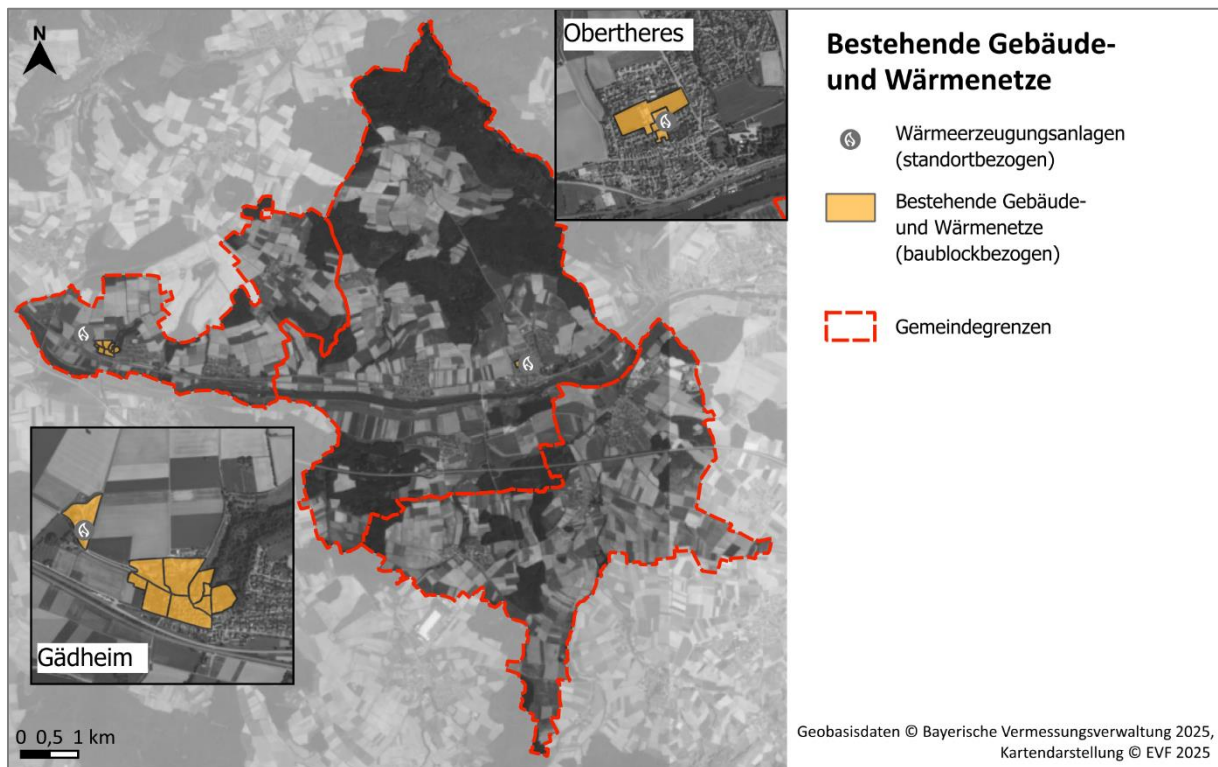 N
Obertheres
Gädheim
0 0,5 1 km
Bestehende Gebäude-
und Wärmenetze
Wärmeerzeugungsanlagen
(standortbezogen)
Bestehende Gebäude-
und Wärmenetze
(baublockbezogen)
Gemeindegrenzen
Geobasisdaten © Bayerische Vermessungsverwaltung 2025,
Kartendarstellung © EVF 2025